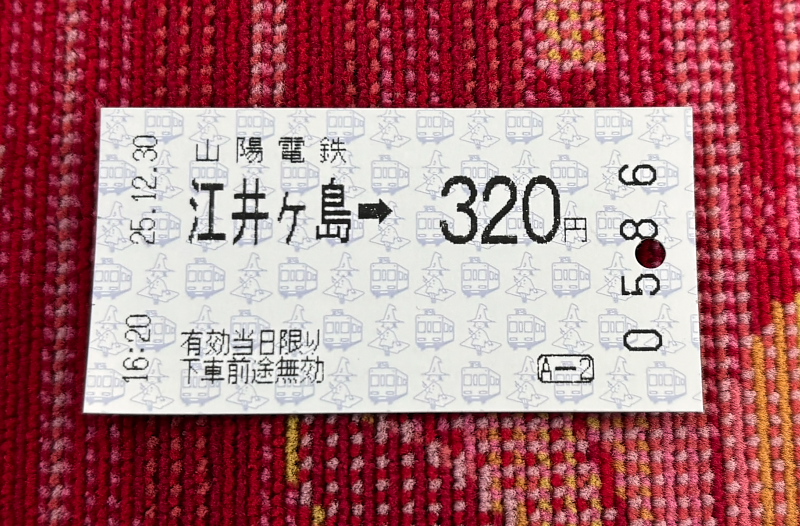 25.12.30
16:20
山陽電鉄
江井ヶ島➡ 320円
有効当日限り
下車前途無効
A-2
0586